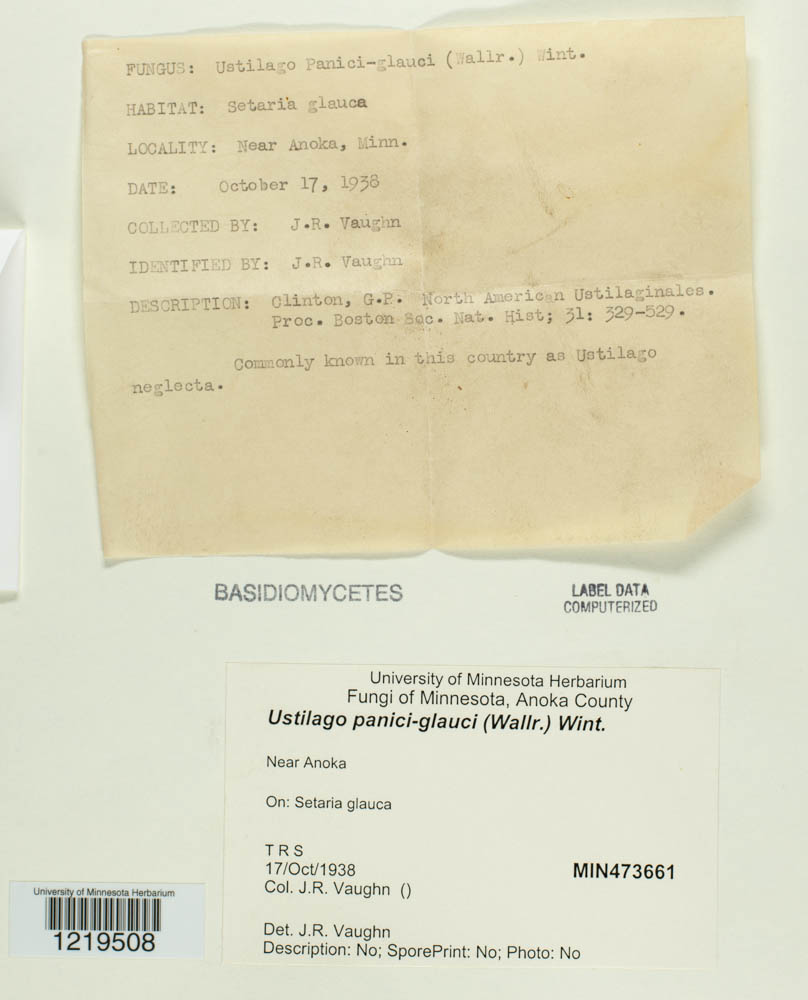 FUNGUS: Ustilago Panici-glauci (Wallr.) Wint.
HABITAT: Setaria glauca
LOCALITY: Near Anoka, Minn.
DATE: October 17, 1938
COLLECTED BY: J.R. Vaughn
IDENTIFIED BY: J.R. Vaughn
DESCRIPTION: Clinton, G.P. North American Ustilaginales.
Proc. Boston Soc. Nat. Hist; 31: 329-529.
Commonly known in this country as Ustilago
neglecta.
BASIDIOMYCETES
LABEL DATA
COMPUTERIZED
University of Minnesota Herbarium
Fungi of Minnesota, Anoka County
Ustilago panici-glauci (Wallr.) Wint.
Near Anoka
On: Setaria glauca
T R S
17/Oct/1938
MIN473661
Col. J.R. Vaughn ()
Det. J.R. Vaughn
Description: No; SporePrint: No; Photo: No
University of Minnesota Herbarium
1219508